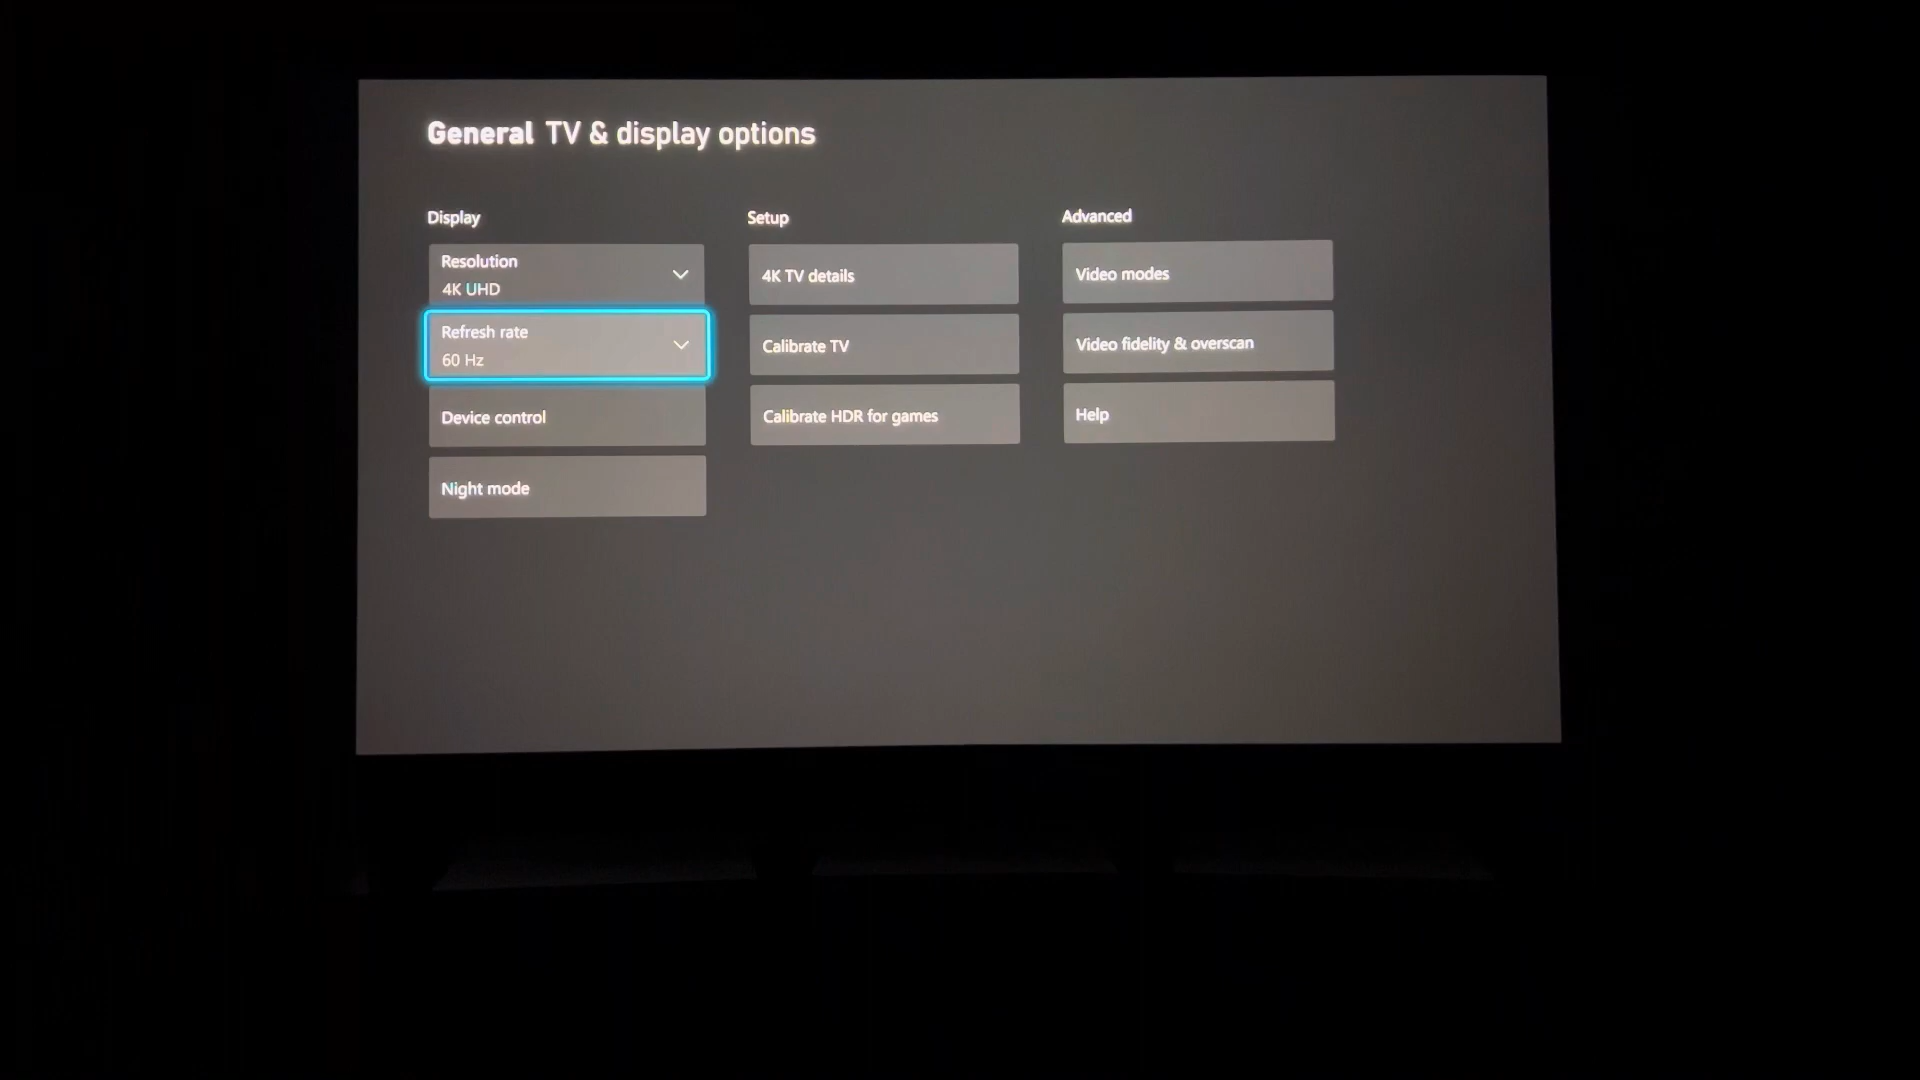 General TV & display options
Display
Resolution
4K UHD
Refresh rate
60 Hz
Device control
Night mode
Setup
4K TV details
Calibrate TV
Calibrate HDR for games
Advanced
Video modes
Video fidelity & overscan
Help